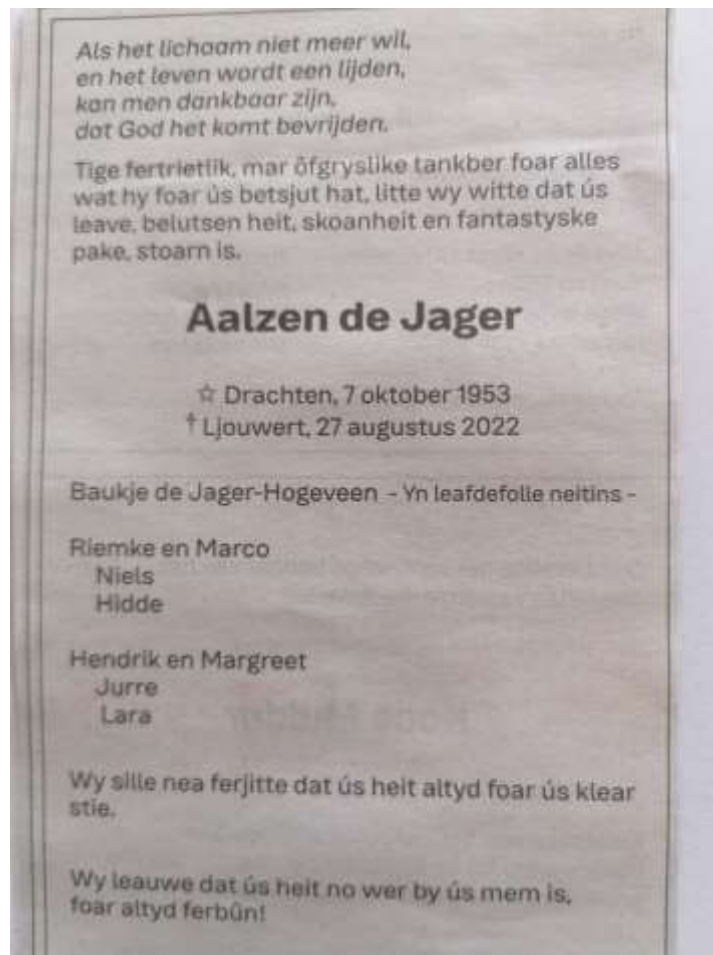 Als het lichaam niet meer wil,
en het leven wordt een lijden,
kan men dankbaar zijn,
dat God het komt bevrijden.
Tige fertrietlik, mar ôfgryslike tankber foar alles
wat hy foar ús betsjut hat, litte wy witte dat ús
leave, belutsen heit, skoanheit en fantastyske
pake, stoarn is.
Aalzen de Jager
☆ Drachten, 7 oktober 1953
† Ljouwert, 27 augustus 2022
Baukje de Jager-Hogeveen - Yn leafdefolle neitins -
Riemke en Marco
Niels
Hidde
Hendrik en Margreet
Jurre
Lara
Wy sille nea ferjitte dat ús heit altyd foar ús klear
stie.
Wy leauwe dat ús heit no wer by ús mem is,
foar altyd ferbûn!